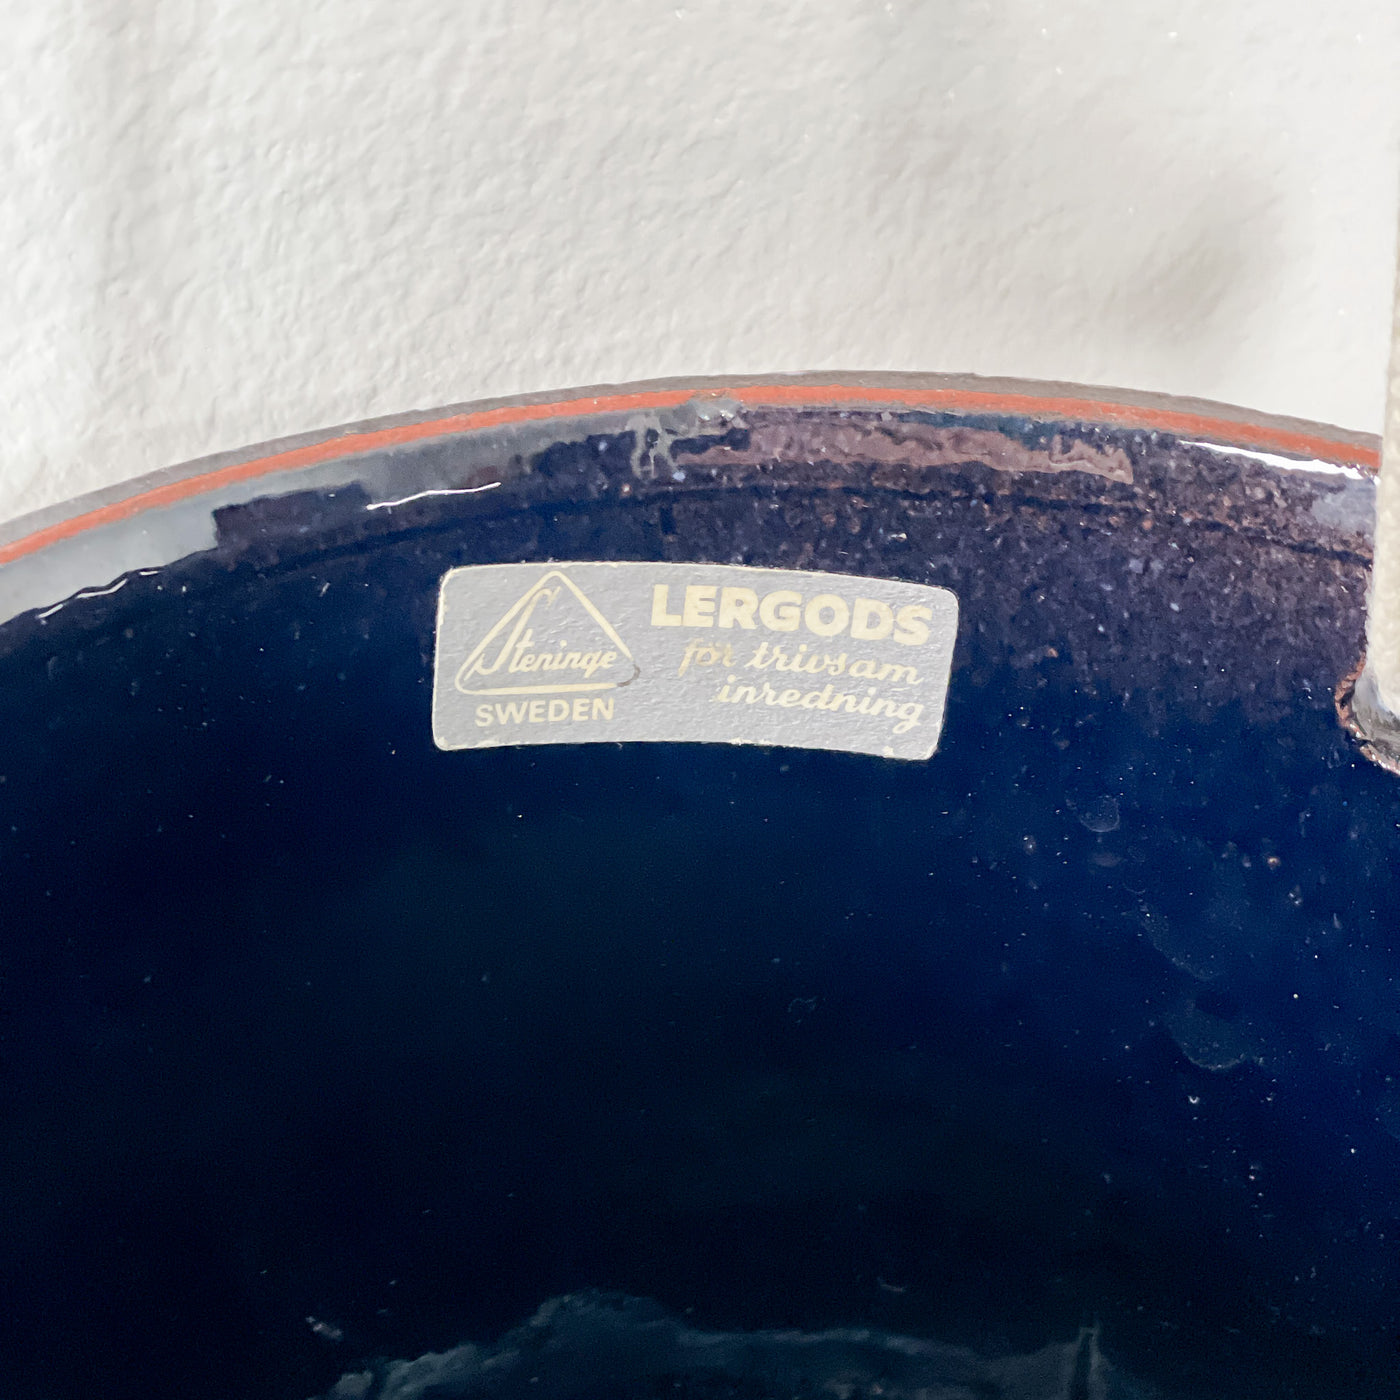 Steninge
SWEDEN
LERGODS
för trivsam
inredning